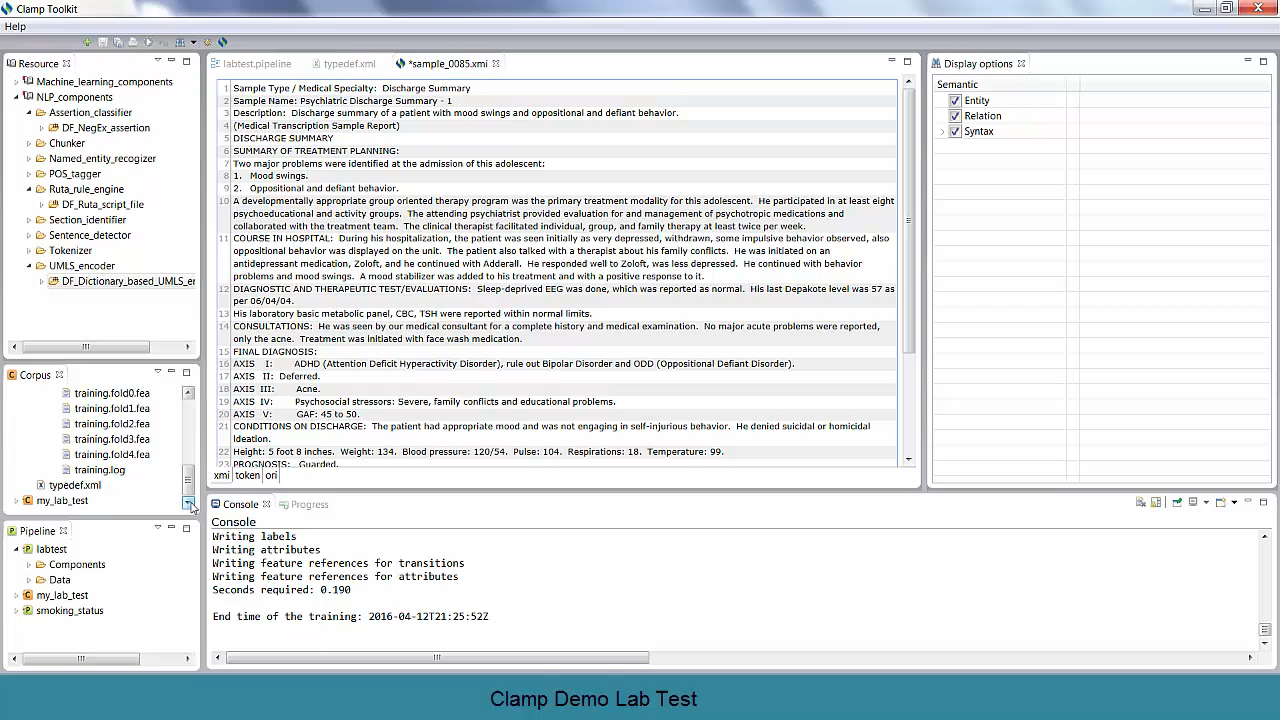 Clamp Toolkit
Help
Resource
Machine_learning_components
NLP_components
Assertion_classifier
DF_NegEx_assertion
Chunker
Named_entity_recogizer
POS_tagger
Ruta_rule_engine
DF_Ruta_script_file
Section_identifier
Sentence_detector
Tokenizer
UMLS_encoder
DF_Dictionary_based_UMLS_er
Corpus
training.fold0.fea
training.fold1.fea
training.fold2.fea
training.fold3.fea
training.fold4.fea
training.log
typedef.xml
my_lab_test
Pipeline
labtest
Components
Data
my_lab_test
smoking_status
labtest.pipeline
typedef.xml
*sample_0085.xmi
1 Sample Type / Medical Specialty: Discharge Summary
2 Sample Name: Psychiatric Discharge Summary - 1
3 Description: Discharge summary of a patient with mood swings and oppositional and defiant behavior.
4 (Medical Transcription Sample Report)
5 DISCHARGE SUMMARY
6 SUMMARY OF TREATMENT PLANNING:
7 Two major problems were identified at the admission of this adolescent:
8 1. Mood swings.
9 2. Oppositional and defiant behavior.
10 A developmentally appropriate group oriented therapy program was the primary treatment modality for this adolescent. He participated in at least eight
psychoeducational and activity groups. The attending psychiatrist provided evaluation for and management of psychotropic medications and
collaborated with the treatment team. The clinical therapist facilitated individual, group, and family therapy at least twice per week.
11 COURSE IN HOSPITAL: During his hospitalization, the patient was seen initially as very depressed, withdrawn, some impulsive behavior observed, also
oppositional behavior was displayed on the unit. The patient also talked with a therapist about his family conflicts. He was iniated on an
antidepressant medication, Zoloft, and he continued with Adderall. He responded well to Zoloft, was less depressed. He continued with behavior
problems and mood swings. A mood stabilizer was added to his treatment and with a positive response to it.
12 DIAGNOSTIC AND THERAPEUTIC TEST/EVALUATIONS: Sleep-deprived EEG was done, which was reported as normal. His last Depakote level was 57 as
per 06/04/04.
13 His laboratory basic metabolic panel, CBC, TSH were reported within normal limits.
14 CONSULTATIONS: He was seen by our medical consultant for a complete history and medical examination. No major acute problems were reported,
only the acne. Treatment was initiated with face wash medication.
15 FINAL DIAGNOSIS:
16 AXIS I: ADHD (Attention Deficit Hyperactivity Disorder), rule out Bipolar Disorder and ODD (Oppositional Defiant Disorder).
17 AXIS II: Deferred.
18 AXIS III: Acne.
19 AXIS IV: Psychosocial stressors: Severe, family conflicts and educational problems.
20 AXIS V: GAF: 45 to 50.
21 CONDITIONS ON DISCHARGE: The patient had appropriate mood and was not engaging in self-injurious behavior. He denied suicidal or homicidal
ideation.
22 Height: 5 foot 8 inches. Weight: 134. Blood pressure: 120/54. Pulse: 104. Respirations: 18. Temperature: 99.
23 PROGNOSIS: Guarded.
xmi token ori
Display options
Semantic
Entity
Relation
Syntax
Console
Progress
Console
Writing labels
Writing attributes
Writing feature references for transitions
Writing feature references for attributes
Seconds required: 0.190
End time of the training: 2016-04-12T21:25:52Z
Clamp Demo Lab Test